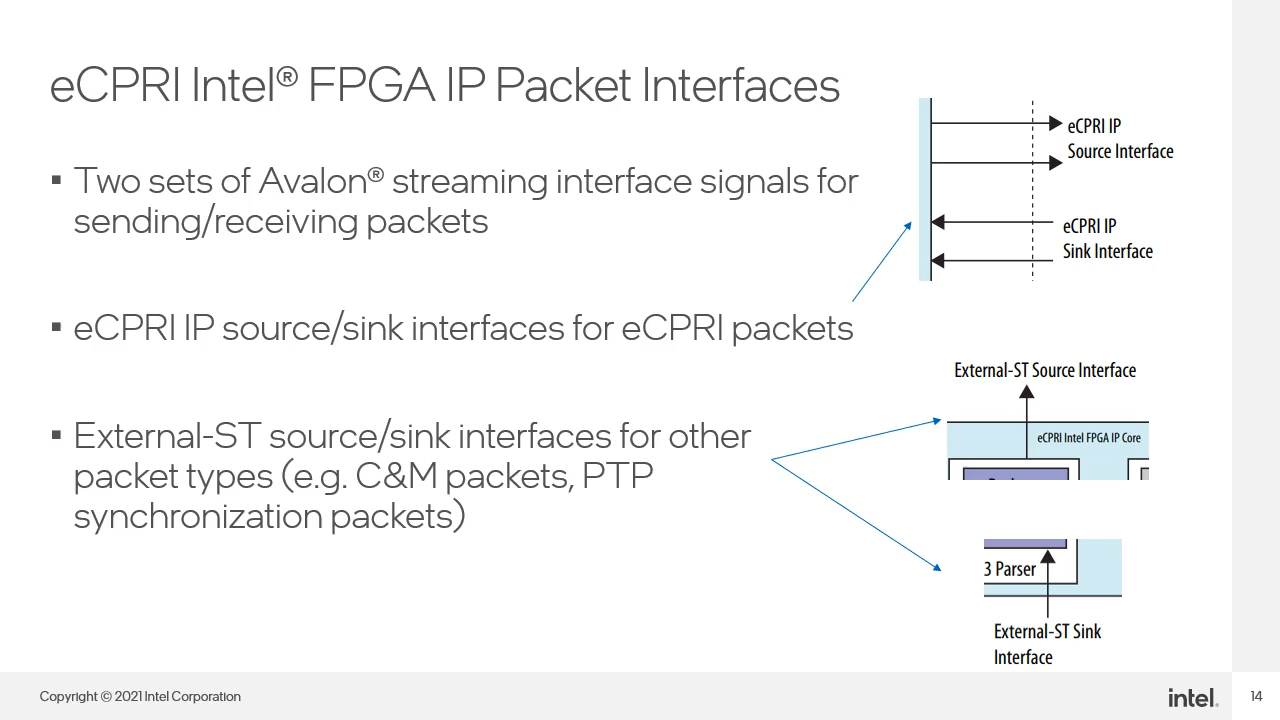 eCPRI Intel® FPGA IP Packet Interfaces
▪ Two sets of Avalon® streaming interface signals for
sending/receiving packets
▪ eCPRI IP source/sink interfaces for eCPRI packets
▪ External-ST source/sink interfaces for other
packet types (e.g. C&M packets, PTP
synchronization packets)
eCPRI IP
Source Interface
eCPRI IP
Sink Interface
External-ST Source Interface
eCPRI Intel FPGA IP Core
3 Parser
External-ST Sink
Interface
Copyright © 2021 Intel Corporation
intel.
14